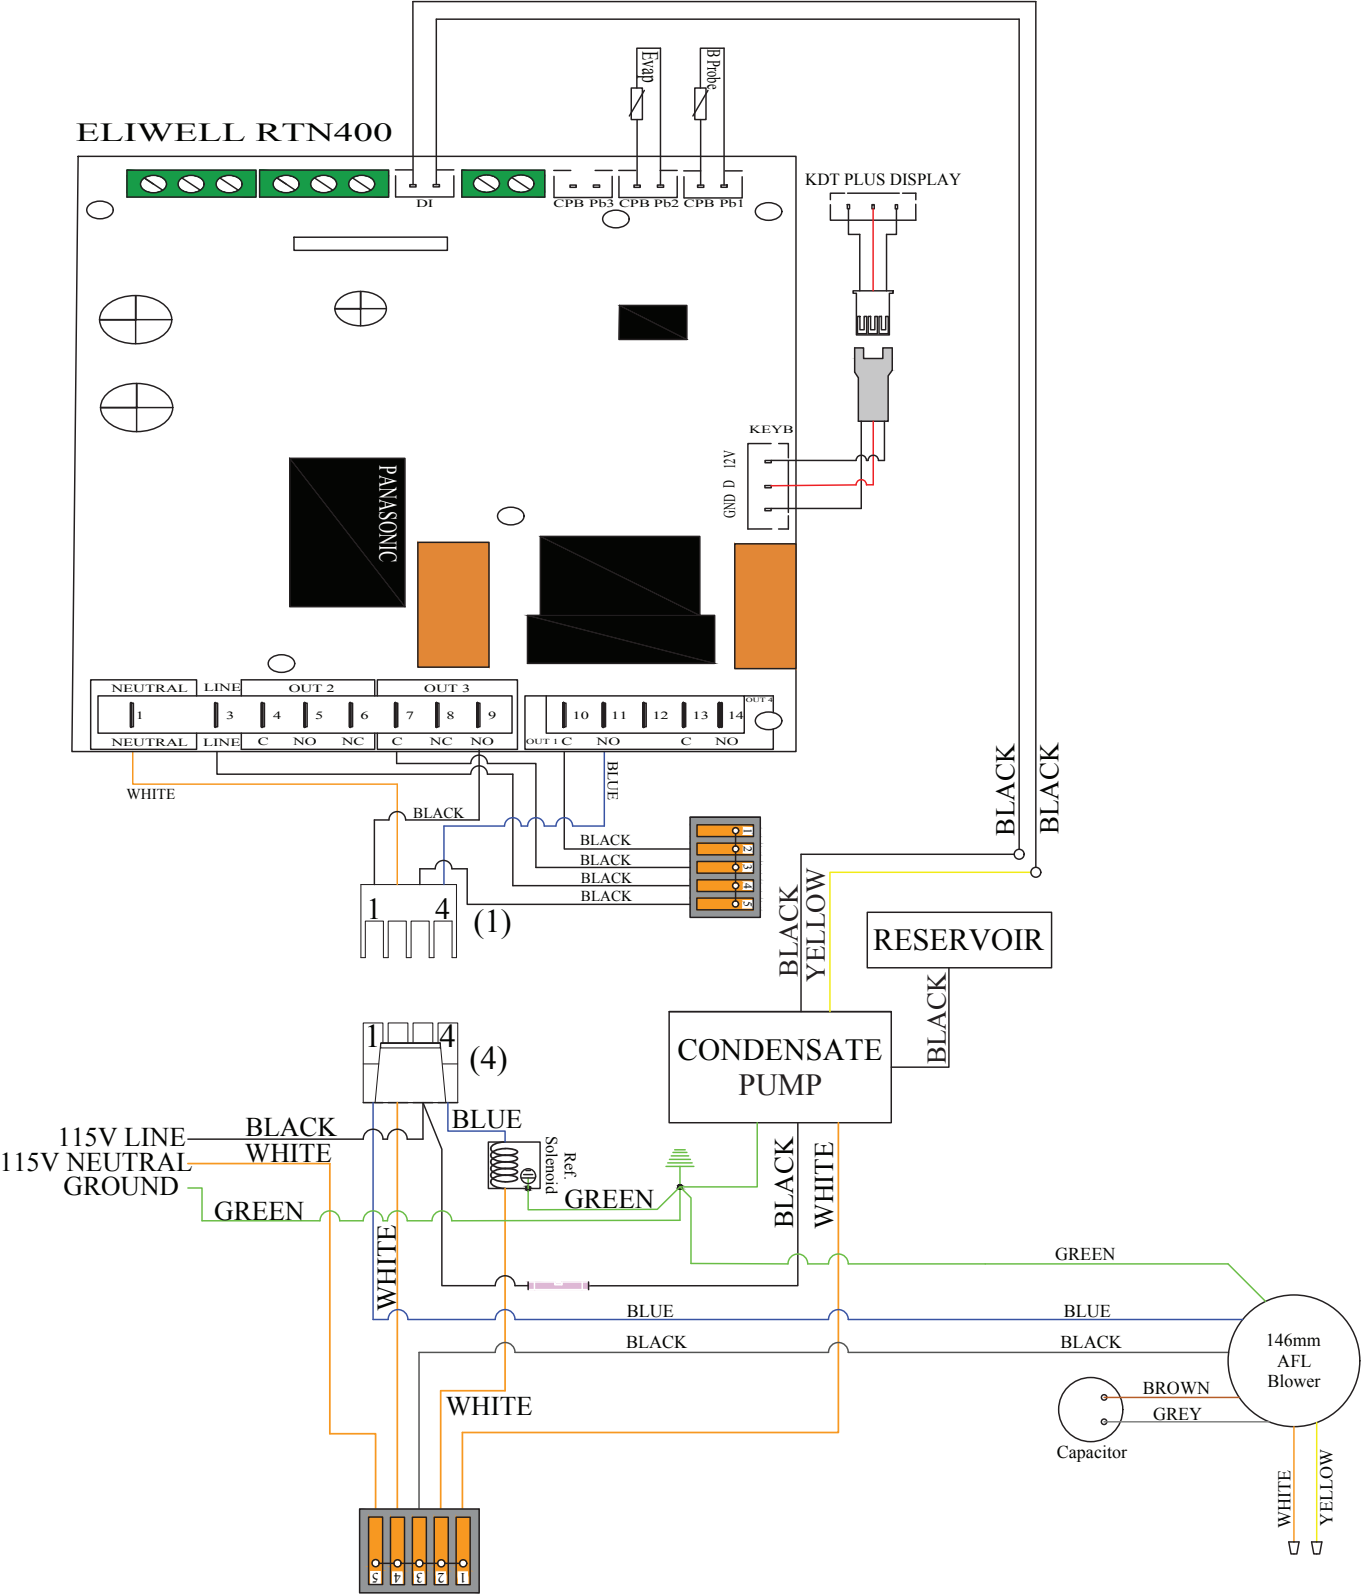 Evap
B Probe
ELIWELL RTN400
DI
CPB Pb3
CPB Pb2
CPB Pb1
KDT PLUS DISPLAY
KEYB
12V
D
GND
PANASONIC
NEUTRAL LINE OUT 2 OUT 3
OUT 4
1 3 4 5 6 7 8 9 10 11 12 13 14
NEUTRAL LINE C NO NC C NC NO OUT 1 C NO C NO
WHITE
BLUE
BLACK
BLACK
BLACK
BLACK
BLACK
1
2
3
4
5
1 4 (1)
BLACK
BLACK
BLACK
YELLOW
RESERVOIR
BLACK
CONDENSATE
PUMP
1 4 (4)
BLUE
115V LINE BLACK
115V NEUTRAL WHITE
GROUND
GREEN
Ref.
Solenoid
GREEN
BLACK
WHITE
WHITE
GREEN
BLUE BLUE
BLACK BLACK
146mm
AFL
Blower
WHITE
BROWN
GREY
Capacitor
WHITE
YELLOW
5 4 3 2 1